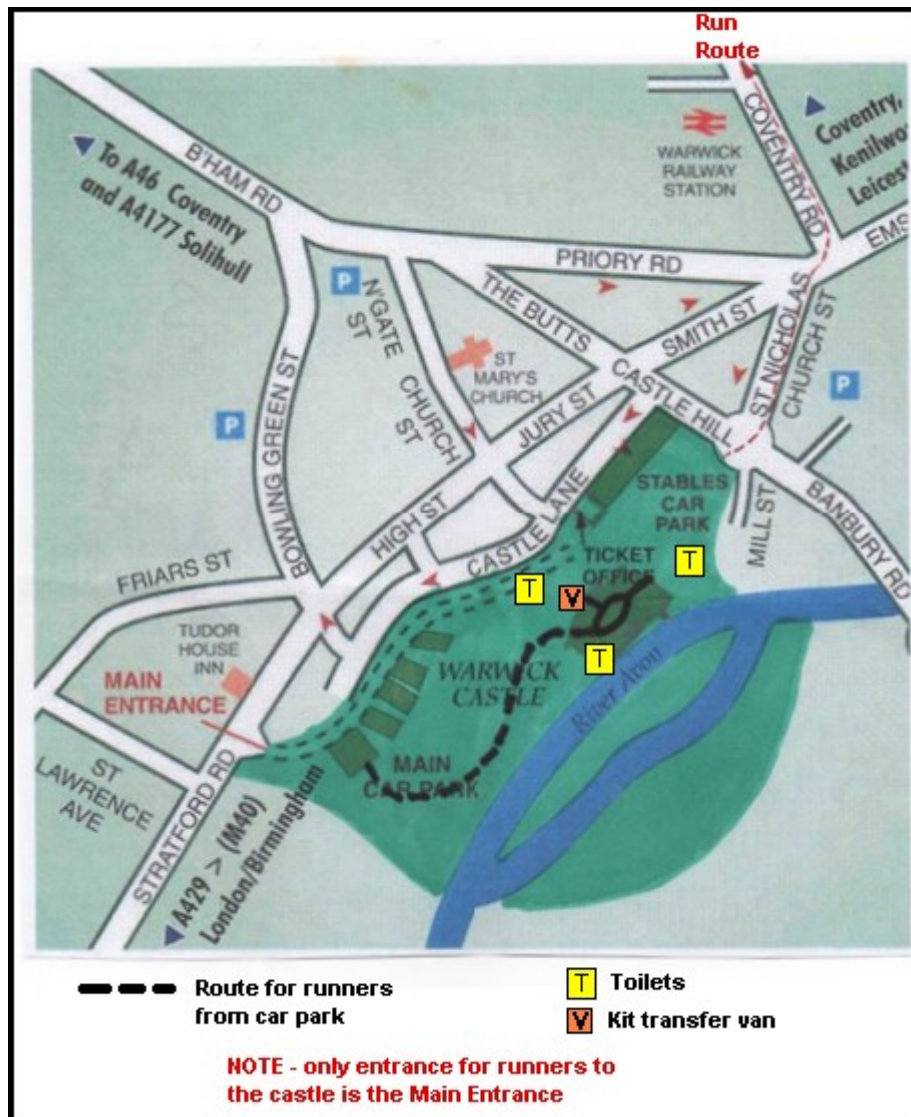 Run
Route
To A46 Coventry
and A4177 Solihull
B'HAM RD
WARWICK
RAILWAY
STATION
COVENTRY RD
Coventry,
Kenilwo
Leicest
EMS
PRIORY RD
P
N'GATE
ST
THE BUTTS
SMITH ST
ST NICHOLAS
CHURCH ST
ST
MARY'S
CHURCH
CASTLE HILL
P
P
BOWLING GREEN ST
CHURCH
ST
JURY ST
HIGH ST
CASTLE LANE
STABLES
CAR
PARK
MILL ST
BANBURY RD
FRIARS ST
TICKET
OFFICE
T
T
V
T
TUDOR
HOUSE
INN
MAIN
ENTRANCE
WARWICK
CASTLE
River Avon
MAIN
CAR PARK
ST
LAWRENCE
AVE
STRATFORD RD
A429 > (M40)
London/Birmingham
Route for runners
from car park
T Toilets
V Kit transfer van
NOTE - only entrance for runners to
the castle is the Main Entrance